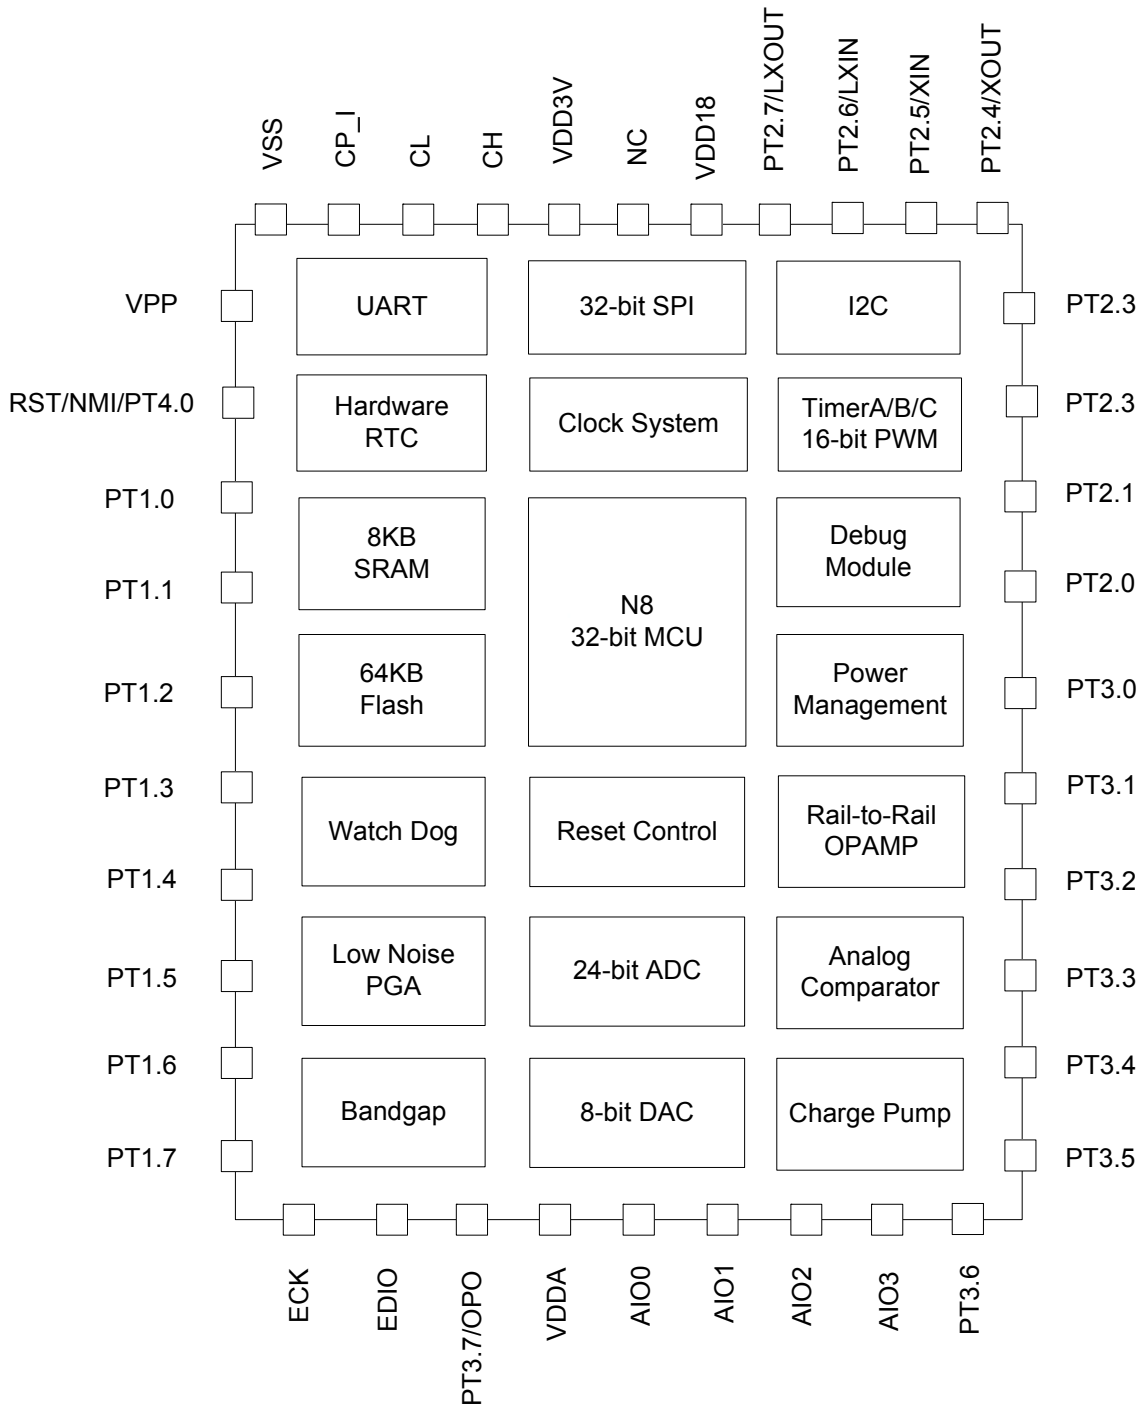 VSS
CP_I
CL
CH
VDD3V
NC
VDD18
PT2.7/LXOUT
PT2.6/LXIN
PT2.5/XIN
PT2.4/XOUT
VPP
RST/NMI/PT4.0
PT1.0
PT1.1
PT1.2
PT1.3
PT1.4
PT1.5
PT1.6
PT1.7
UART
32-bit SPI
I2C
Hardware
RTC
Clock System
TimerA/B/C
16-bit PWM
8KB
SRAM
N8
32-bit MCU
Debug
Module
64KB
Flash
Power
Management
Watch Dog
Reset Control
Rail-to-Rail
OPAMP
Low Noise
PGA
24-bit ADC
Analog
Comparator
Bandgap
8-bit DAC
Charge Pump
PT2.3
PT2.3
PT2.1
PT2.0
PT3.0
PT3.1
PT3.2
PT3.3
PT3.4
PT3.5
ECK
EDIO
PT3.7/OPO
VDDA
AIO0
AIO1
AIO2
AIO3
PT3.6